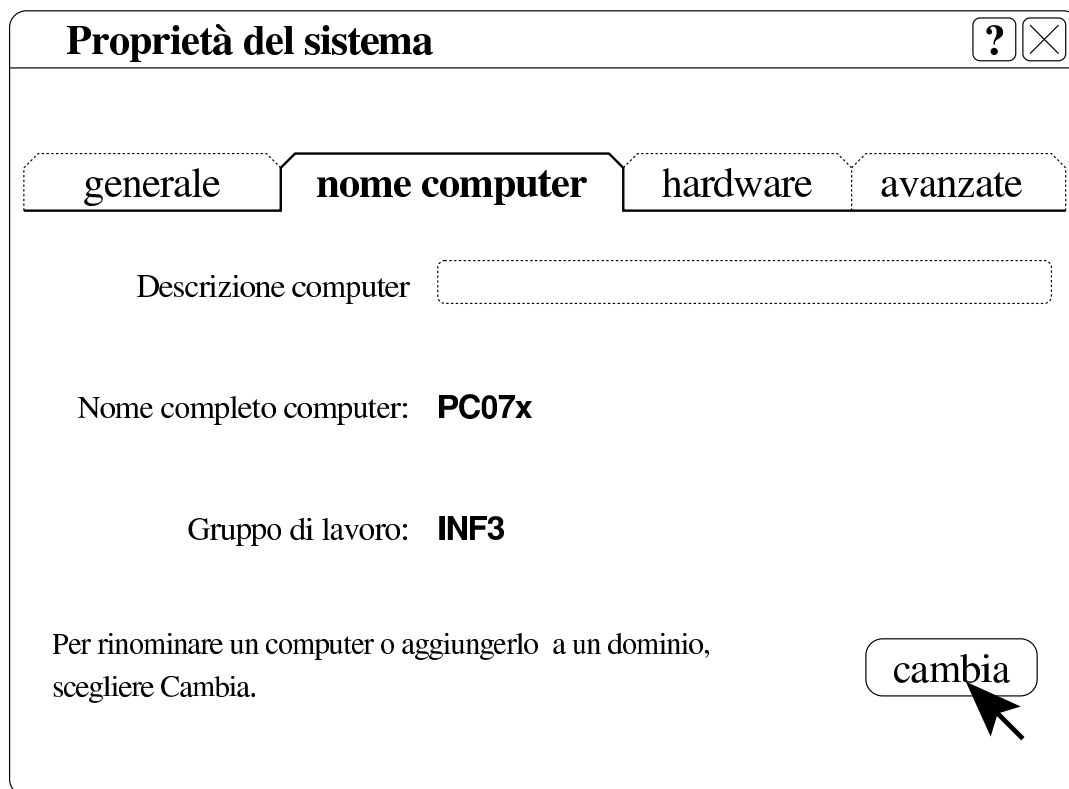 Proprietà del sistema ?
generale nome computer hardware avanzate
Descrizione computer
Nome completo computer: PC07x
Gruppo di lavoro: INF3
Per rinominare un computer o aggiungerlo a un dominio,
scegliere Cambia.
cambia